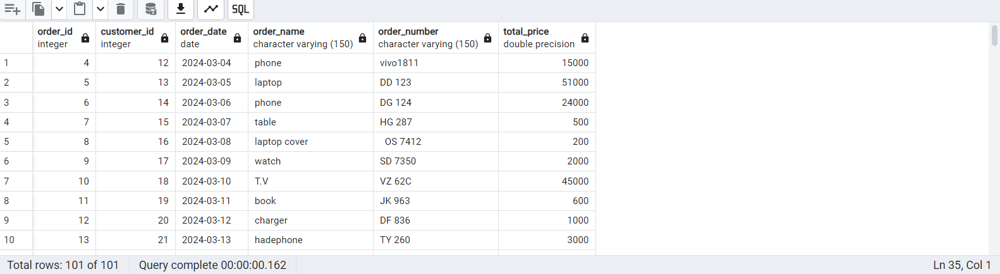 SQL
order_id customer_id order_date order_name order_number total_price
integer integer date character varying (150) character varying (150) double precision
1 4 12 2024-03-04 phone vivo1811 15000
2 5 13 2024-03-05 laptop DD 123 51000
3 6 14 2024-03-06 phone DG 124 24000
4 7 15 2024-03-07 table HG 287 500
5 8 16 2024-03-08 laptop cover OS 7412 200
6 9 17 2024-03-09 watch SD 7350 2000
7 10 18 2024-03-10 T.V VZ 62C 45000
8 11 19 2024-03-11 book JK 963 600
9 12 20 2024-03-12 charger DF 836 1000
10 13 21 2024-03-13 hadephone TY 260 3000
Total rows: 101 of 101 Query complete 00:00:00.162 Ln 35, Col 1